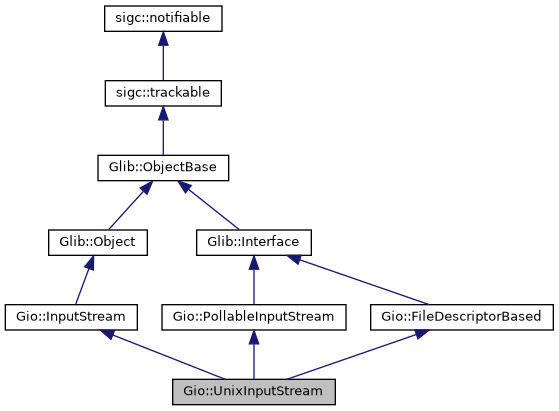 sigc::notifiable
sigc::trackable
Glib::ObjectBase
Glib::Object
Glib::Interface
Gio::InputStream
Gio::PollableInputStream
Gio::FileDescriptorBased
Gio::UnixInputStream